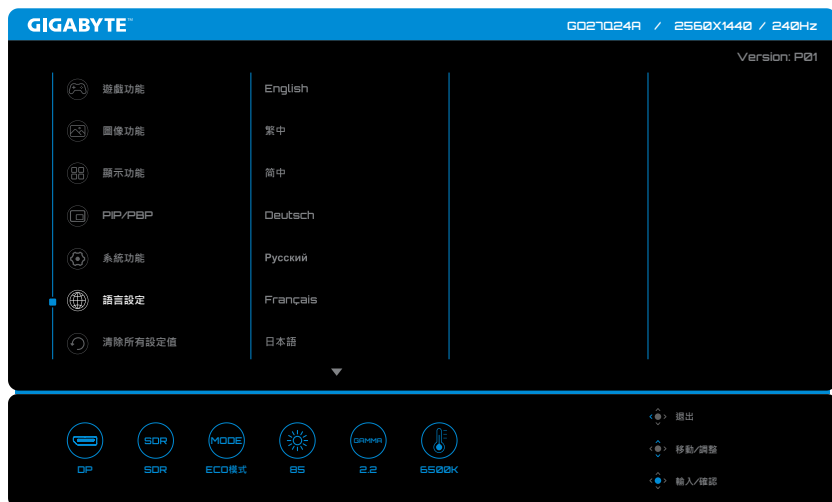 GIGABYTE™
GO27Q24A / 2560X1440 / 240Hz
Version: P01
遊戲功能
English
圖像功能
繁中
顯示功能
简中
PIP/PBP
Deutsch
系統功能
Русский
語言設定
Français
清除所有設定值
日本語
SDR
MODE
GAMMA
DP
SDR
ECO模式
85
2.2
6500K
退出
移動/調整
輸入/確認